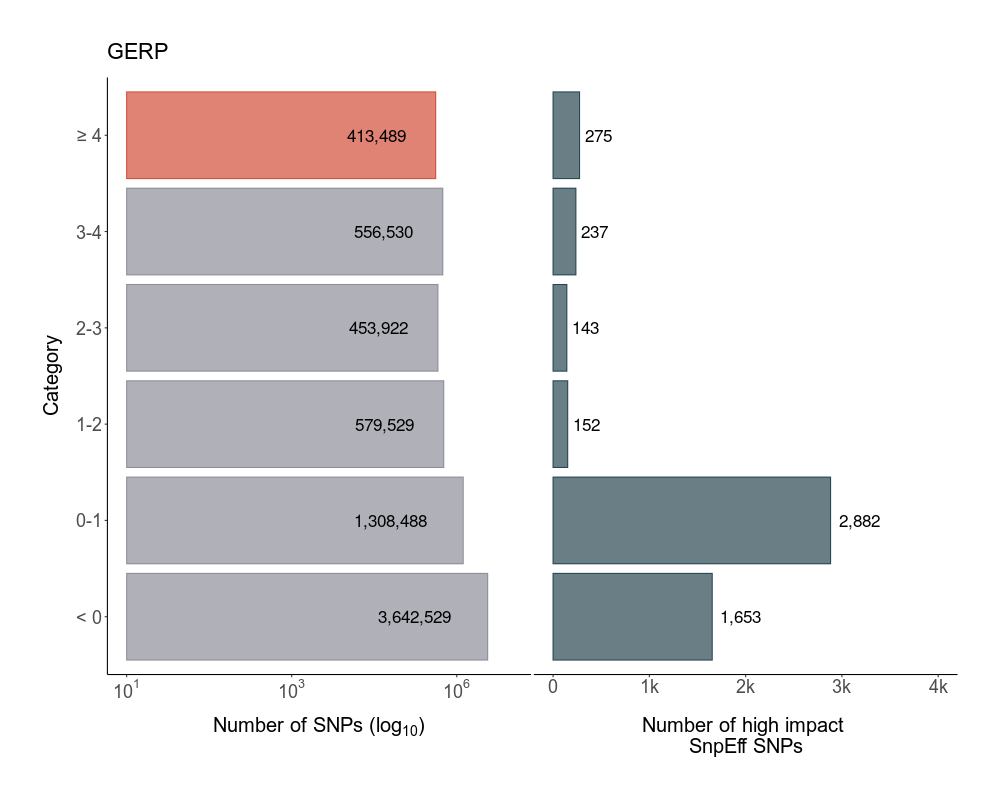 GERP
Category
≥ 4
413,489
275
3-4
556,530
237
2-3
453,922
143
1-2
579,529
152
0-1
1,308,488
2,882
< 0
3,642,529
1,653
10¹
10³
10⁶
0
1k
2k
3k
4k
Number of SNPs (log₁₀)
Number of high impact
SnpEff SNPs